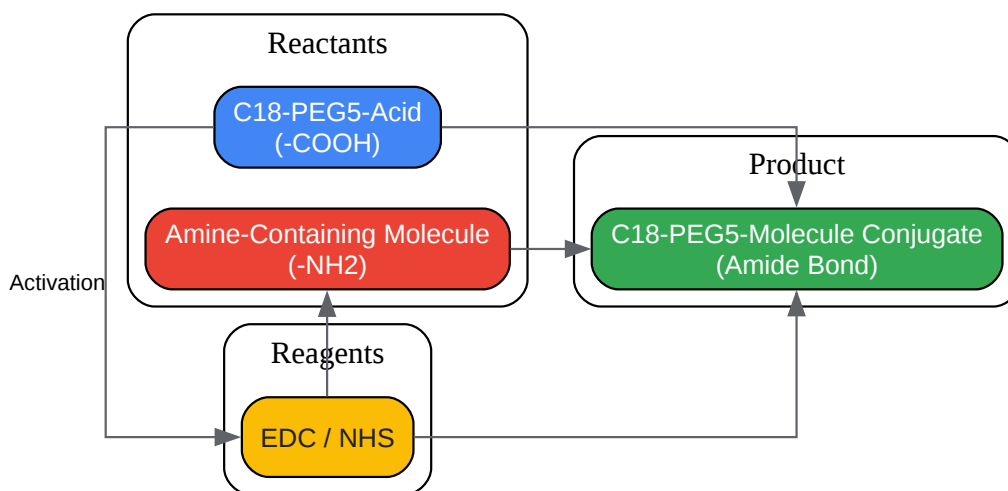 Reactants
C18-PEG5-Acid
(-COOH)
Product
Amine-Containing Molecule
(-NH2)
C18-PEG5-Molecule Conjugate
(Amide Bond)
Activation
Reagents
EDC / NHS